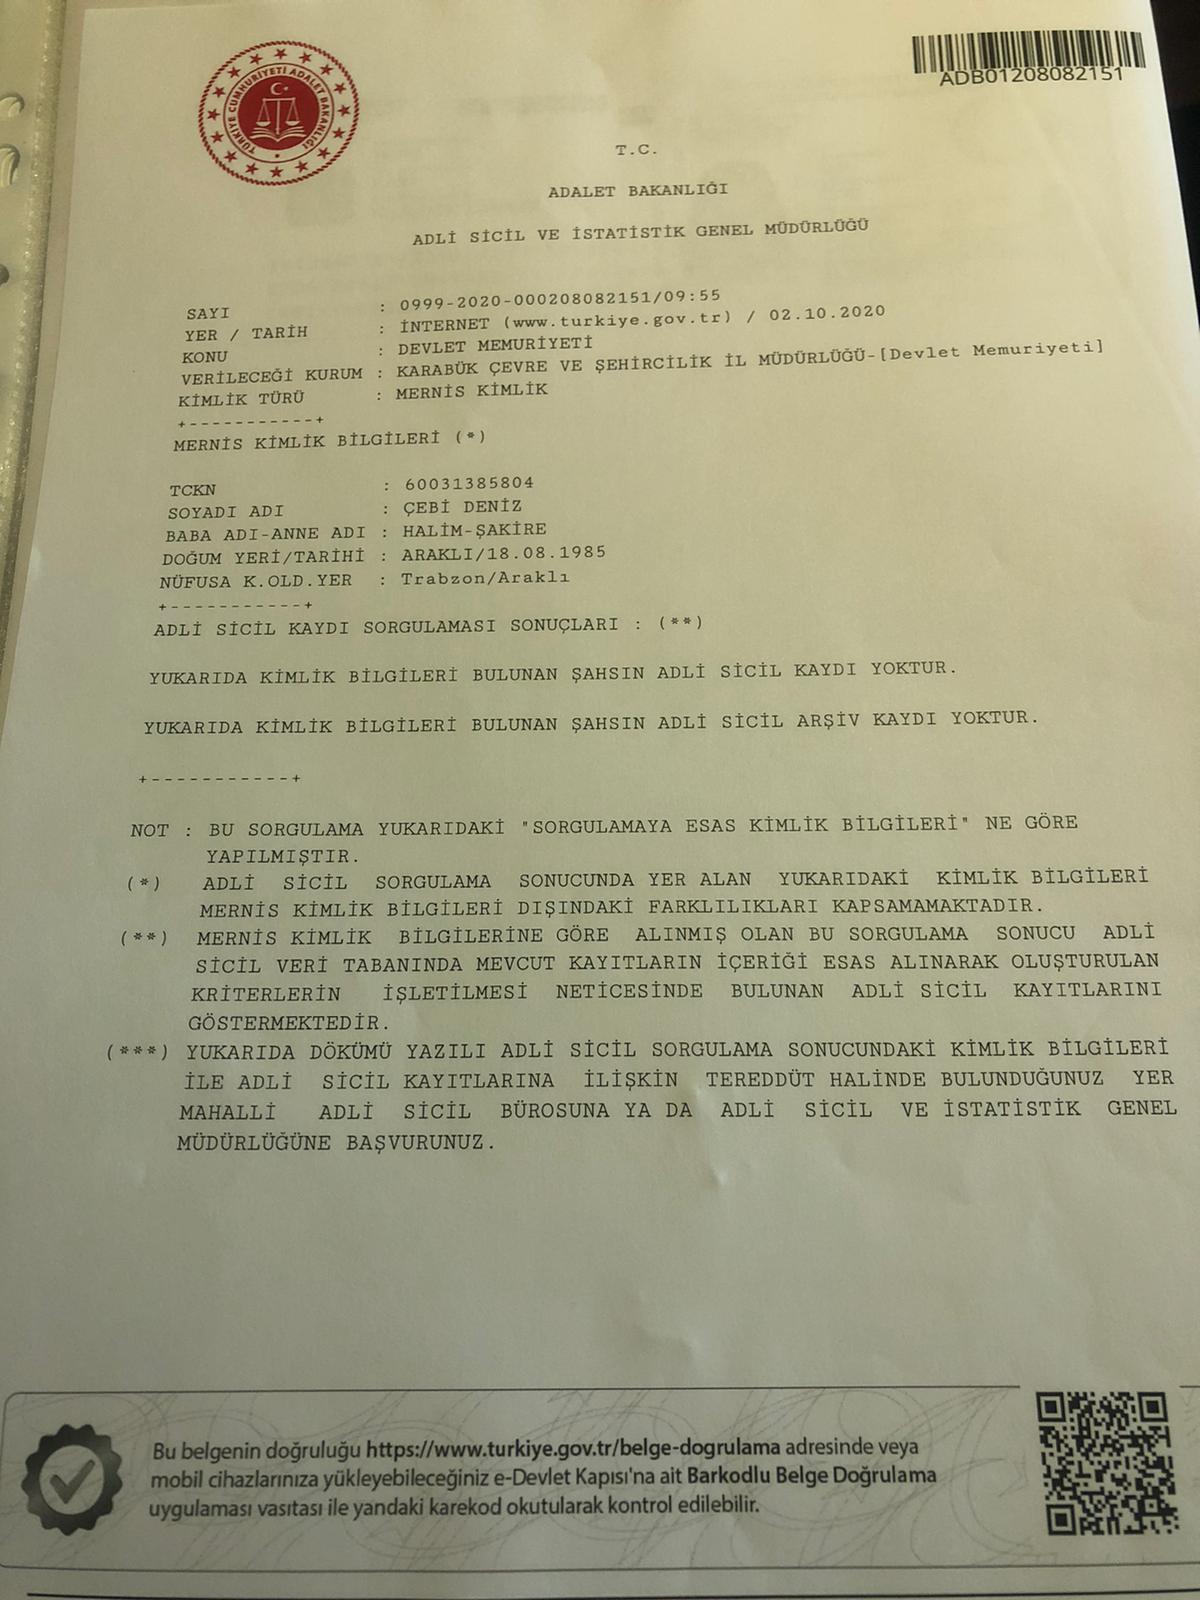 TÜRKİYE CUMHURİYETİ ADALET BAKANLIĞI
ADB01208082151
T.C.
ADALET BAKANLIĞI
ADLİ SİCİL VE İSTATİSTİK GENEL MÜDÜRLÜĞÜ
SAYI : 0999-2020-000208082151/09:55
YER / TARİH : İNTERNET (www.turkiye.gov.tr) / 02.10.2020
KONU : DEVLET MEMURİYETİ
VERİLECEĞİ KURUM : KARABÜK ÇEVRE VE ŞEHİRCİLİK İL MÜDÜRLÜĞÜ-[Devlet Memuriyeti]
KİMLİK TÜRÜ : MERNİS KİMLİK
+-----------+
MERNİS KİMLİK BİLGİLERİ (*)
TCKN : 60031385804
SOYADI ADI : ÇEBİ DENİZ
BABA ADI-ANNE ADI : HALİM-ŞAKİRE
DOĞUM YERİ/TARİHİ : ARAKLI/18.08.1985
NÜFUSA K.OLD.YER : Trabzon/Araklı
+-----------+
ADLİ SİCİL KAYDI SORGULAMASI SONUÇLARI : (**)
YUKARIDA KİMLİK BİLGİLERİ BULUNAN ŞAHSIN ADLİ SİCİL KAYDI YOKTUR.
YUKARIDA KİMLİK BİLGİLERİ BULUNAN ŞAHSIN ADLİ SİCİL ARŞİV KAYDI YOKTUR.
+-----------+
NOT : BU SORGULAMA YUKARIDAKİ "SORGULAMAYA ESAS KİMLİK BİLGİLERİ" NE GÖRE
YAPILMIŞTIR.
(*) ADLİ SİCİL SORGULAMA SONUCUNDA YER ALAN YUKARIDAKİ KİMLİK BİLGİLERİ
MERNİS KİMLİK BİLGİLERİ DIŞINDAKİ FARKLILIKLARI KAPSAMAMAKTADIR.
(**) MERNİS KİMLİK BİLGİLERİNE GÖRE ALINMIŞ OLAN BU SORGULAMA SONUCU ADLİ
SİCİL VERİ TABANINDA MEVCUT KAYITLARIN İÇERİĞİ ESAS ALINARAK OLUŞTURULAN
KRİTERLERİN İŞLETİLMESİ NETİCESİNDE BULUNAN ADLİ SİCİL KAYITLARINI
GÖSTERMEKTEDİR.
(***) YUKARIDA DÖKÜMÜ YAZILI ADLİ SİCİL SORGULAMA SONUCUNDAKİ KİMLİK BİLGİLERİ
İLE ADLİ SİCİL KAYITLARINA İLİŞKİN TEREDDÜT HALİNDE BULUNDUĞUNUZ YER
MAHALLİ ADLİ SİCİL BÜROSUNA YA DA ADLİ SİCİL VE İSTATİSTİK GENEL
MÜDÜRLÜĞÜNE BAŞVURUNUZ.
Bu belgenin doğruluğu https://www.turkiye.gov.tr/belge-dogrulama adresinde veya
mobil cihazlarınıza yükleyebileceğiniz e-Devlet Kapısı'na ait Barkodlu Belge Doğrulama
uygulaması vasıtası ile yandaki karekod okutularak kontrol edilebilir.